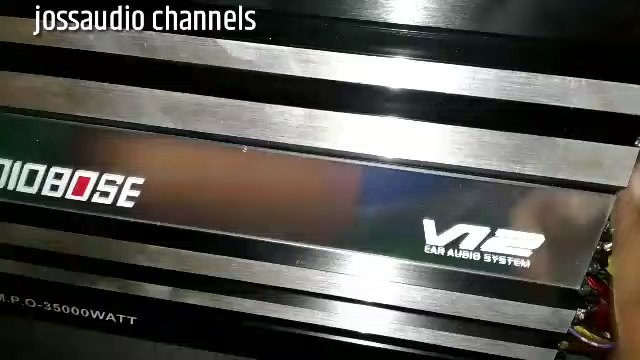 jossaudio channels
DIOBOSE
V12
CAR AUDIO SYSTEM
M.P.O-35000WATT